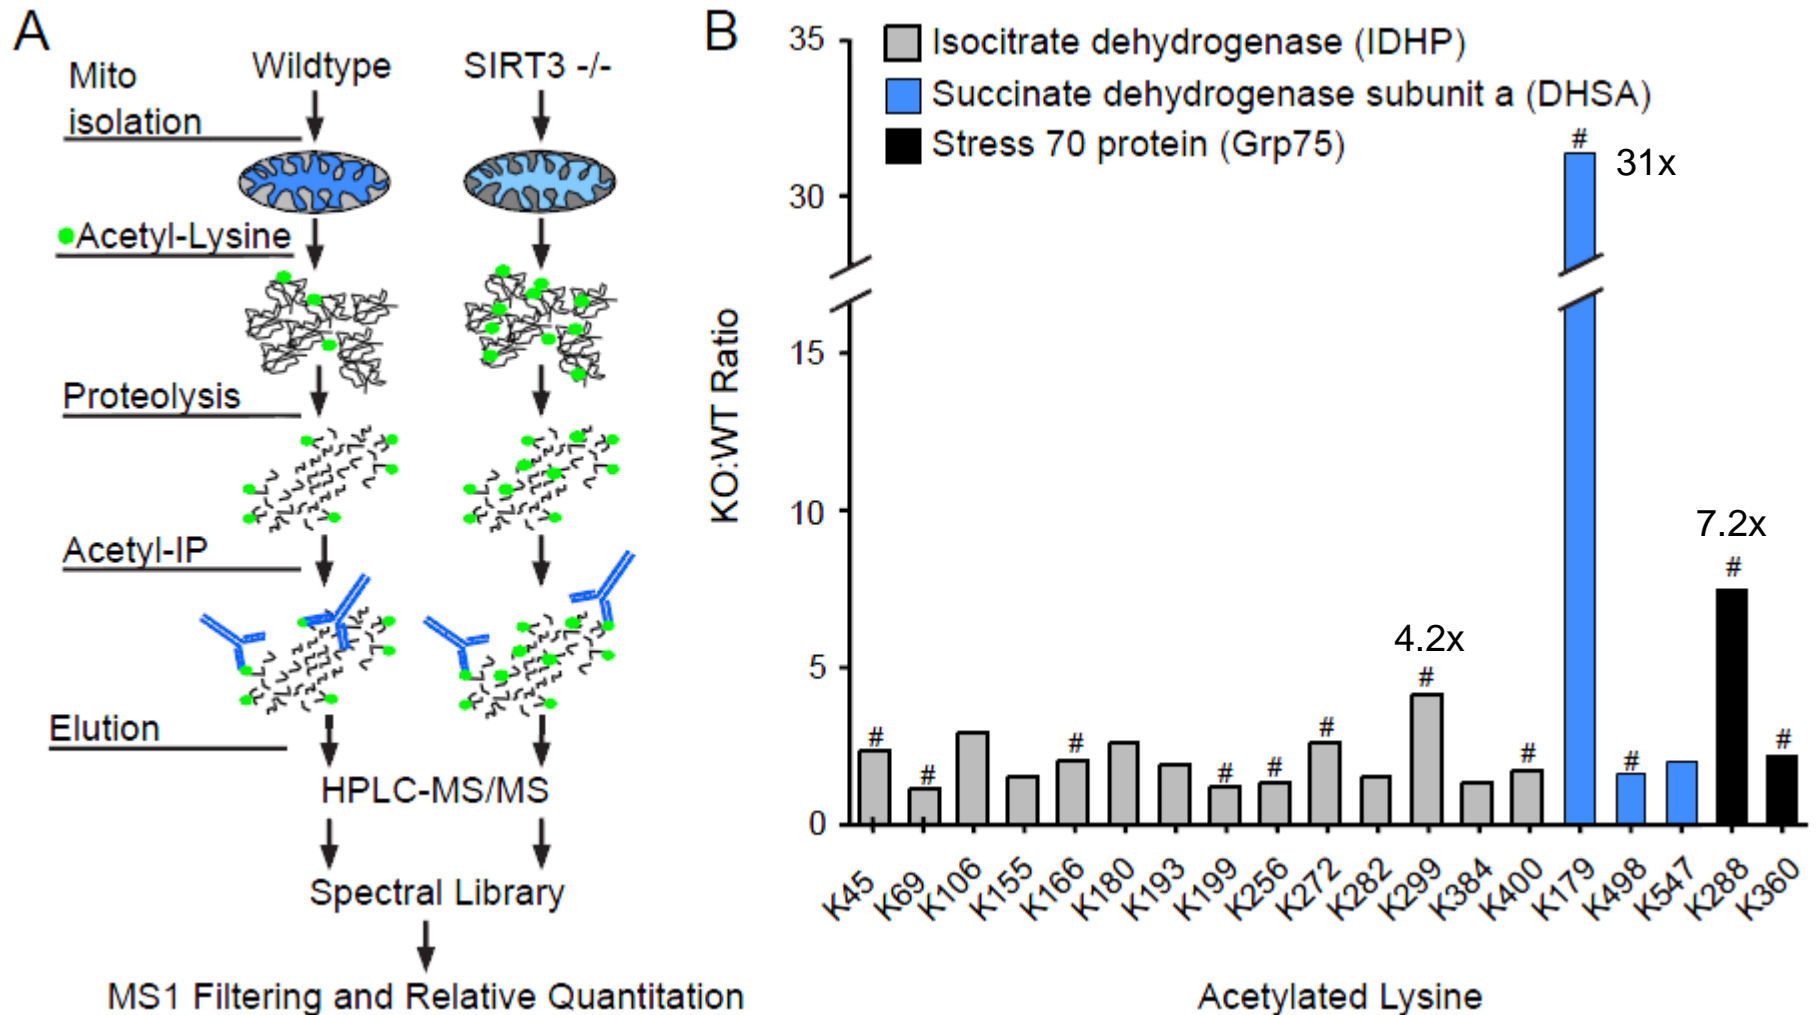 A
Mito
isolation
Wildtype
SIRT3 -/-
Acetyl-Lysine
Proteolysis
Acetyl-IP
Elution
HPLC-MS/MS
Spectral Library
MS1 Filtering and Relative Quantitation
B
Isocitrate dehydrogenase (IDHP)
Succinate dehydrogenase subunit a (DHSA)
Stress 70 protein (Grp75)
KO:WT Ratio
35
30
15
10
5
0
#
#
#
#
#
#
4.2x
#
#
#
31x
#
7.2x
#
#
K45
K69
K106
K155
K166
K180
K193
K199
K256
K272
K282
K299
K384
K400
K179
K498
K547
K288
K360
Acetylated Lysine